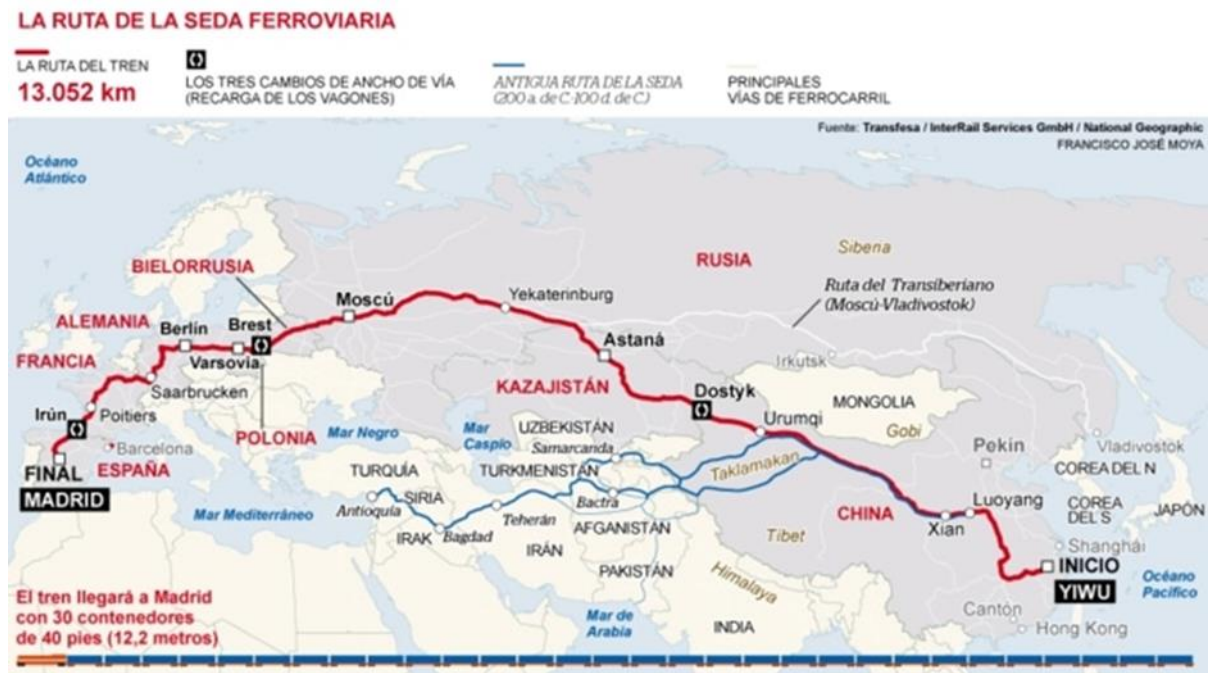 LA RUTA DE LA SEDA FERROVIARIA
LA RUTA DEL TREN
13.052 km
LOS TRES CAMBIOS DE ANCHO DE VÍA
(RECARGA DE LOS VAGONES)
ANTIGUA RUTA DE LA SEDA
(200 a. de C.-100 d. de C.)
PRINCIPALES
VÍAS DE FERROCARRIL
Fuente: Transfesa / InterRail Services GmbH / National Geographic
FRANCISCO JOSÉ MOYA
Océano
Atlántico
RUSIA
Siberia
BIELORRUSIA
Ruta del Transiberiano
(Moscú-Vladivostok)
Moscú
Yekaterinburg
ALEMANIA
Berlín
Brest
Astaná
FRANCIA
Varsovia
Irkutsk
Saarbrucken
KAZAJISTÁN
Dostyk
MONGOLIA
Irún
Poitiers
Urumqi
Gobi
POLONIA
Mar Negro
Mar
Caspio
UZBEKISTÁN
Samarcanda
Pekín
Vladivostok
Barcelona
ESPAÑA
FINAL
MADRID
TURQUÍA
TURKMENISTÁN
Taklamakan
COREA DEL N
SIRIA
Antioquía
Bactra
Luoyang
COREA
DEL S
JAPÓN
Mar Mediterráneo
Teherán
AFGANISTÁN
CHINA
Xian
IRAK
Bagdad
IRÁN
Tibet
Shanghái
PAKISTÁN
Himalaya
INICIO
YIWU
Océano
Pacífico
El tren llegará a Madrid
con 30 contenedores
de 40 pies (12,2 metros)
Mar de
Arabia
INDIA
Cantón
Hong Kong